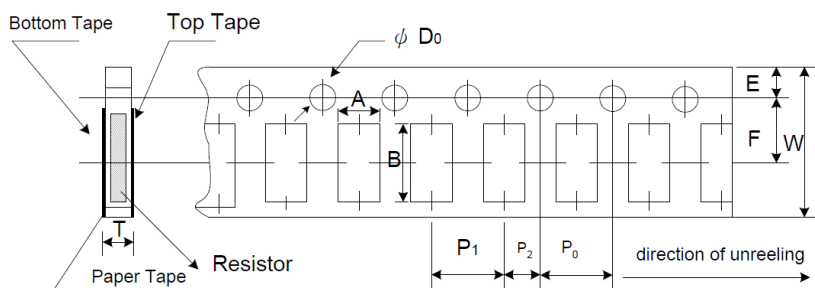 Bottom Tape
Top Tape
ψ D0
A
E
F
W
B
T
P1
P2
P0
direction of unreeling
Resistor
Paper Tape